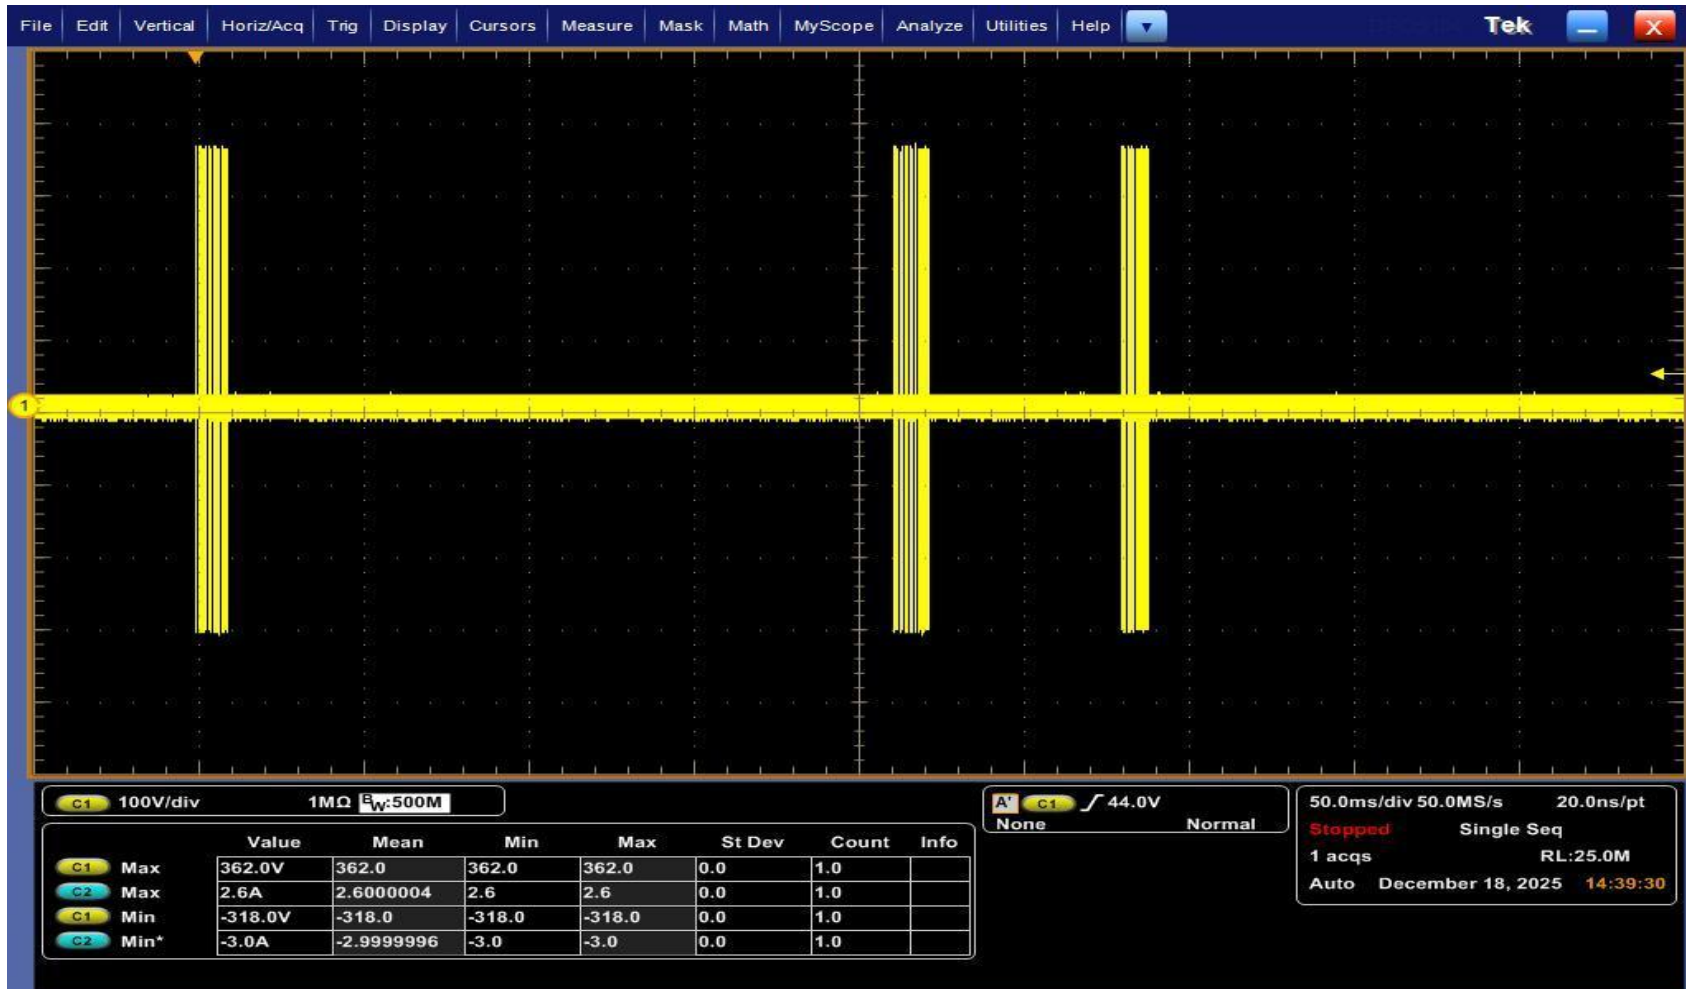 File Edit Vertical Horiz/Acq Trig Display Cursors Measure Mask Math MyScope Analyze Utilities Help Tek X
1
C1 100V/div 1MΩ BW:500M
A' C1 44.0V
None Normal
50.0ms/div 50.0MS/s 20.0ns/pt
Stopped Single Seq
1 acqs RL:25.0M
Auto December 18, 2025 14:39:30
Value Mean Min Max St Dev Count Info
C1 Max 362.0V 362.0 362.0 362.0 0.0 1.0
C2 Max 2.6A 2.6000004 2.6 2.6 0.0 1.0
C1 Min -318.0V -318.0 -318.0 -318.0 0.0 1.0
C2 Min* -3.0A -2.9999996 -3.0 -3.0 0.0 1.0